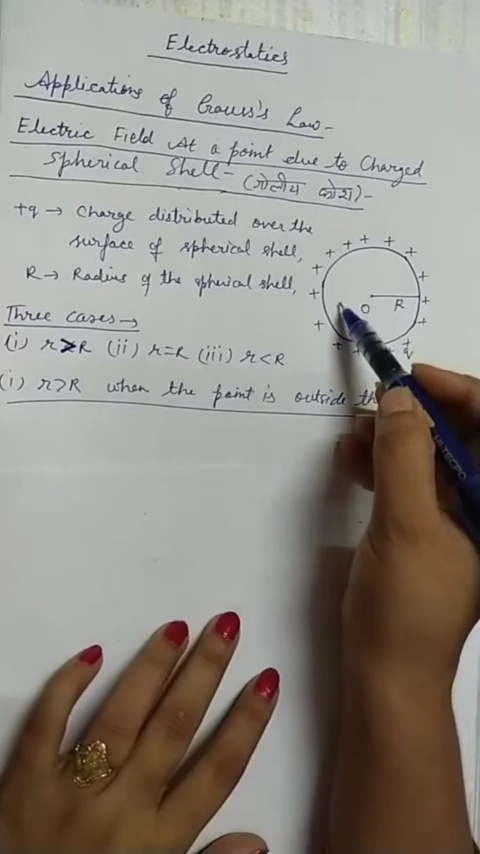 Electrostatics
Applications of Gauss's Law-
Electric Field At a point due to Charged
Spherical Shell- (गोलीय कोश)-
+q → Charge distributed over the
surface of spherical shell,
R → Radius of the spherical shell,
Three cases→
(i) r>R (ii) r=R (iii) r<R
(i) r>R when the point is outside th
+ + + + + + + + + + + + + +
O R
q